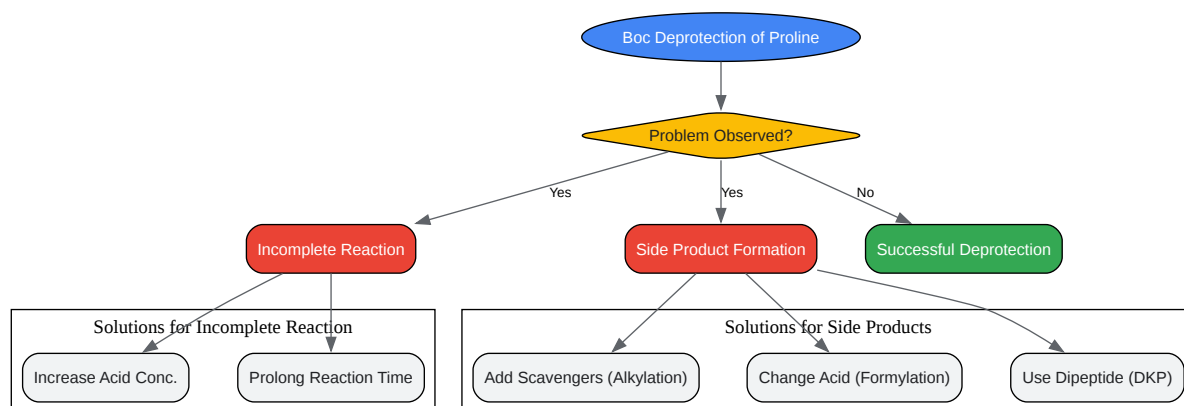 Boc Deprotection of Proline
Problem Observed?
Yes
Yes
No
Incomplete Reaction
Side Product Formation
Successful Deprotection
Solutions for Incomplete Reaction
Solutions for Side Products
Increase Acid Conc.
Prolong Reaction Time
Add Scavengers (Alkylation)
Change Acid (Formylation)
Use Dipeptide (DKP)